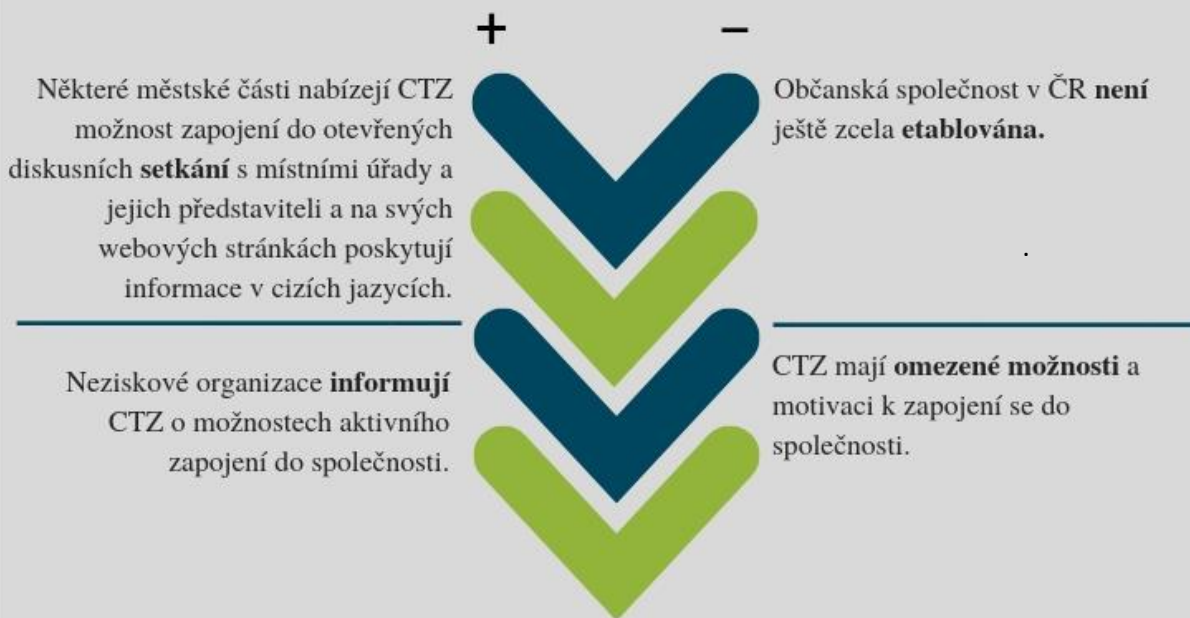 +
Některé městské části nabízejí CTZ
možnost zapojení do otevřených
diskusních setkání s místními úřady a
jejich představiteli a na svých
webových stránkách poskytují
informace v cizích jazycích.
Neziskové organizace informují
CTZ o možnostech aktivního
zapojení do společnosti.
–
Občanská společnost v ČR není
ještě zcela etablována.
.
CTZ mají omezené možnosti a
motivaci k zapojení se do
společnosti.